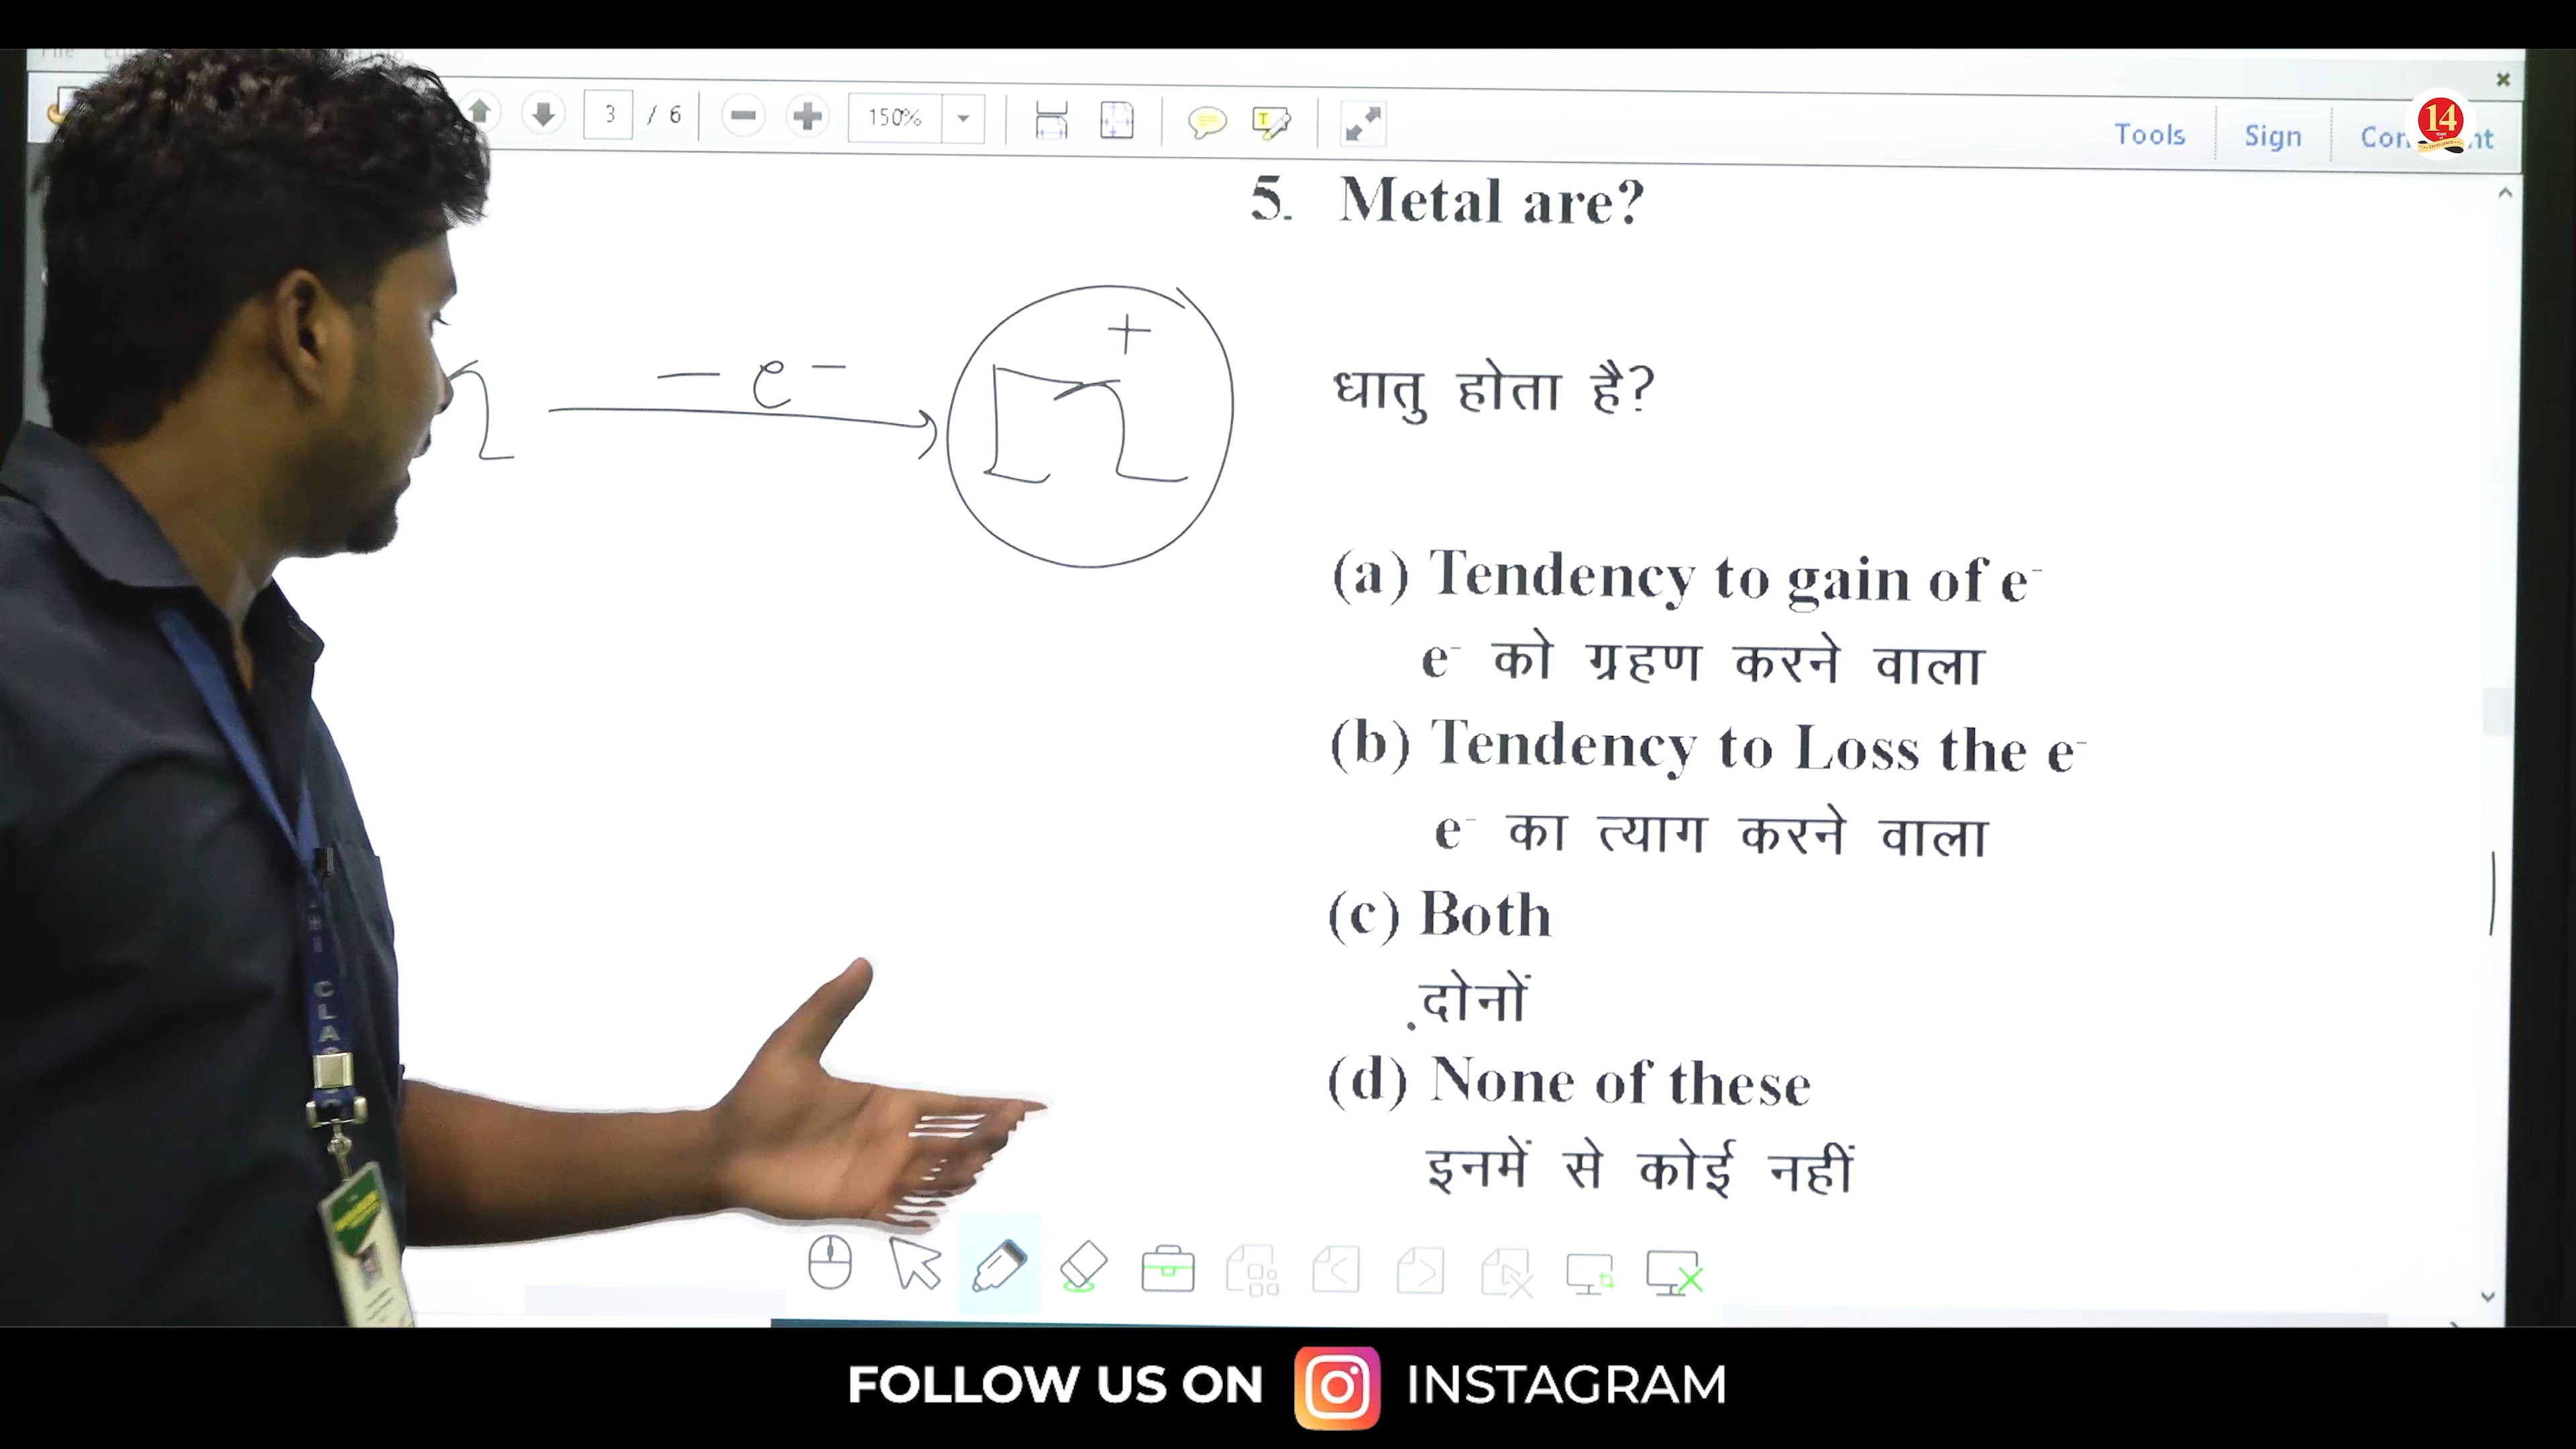 3 / 6
150%
Tools
Sign
14
5. Metal are?
धातु होता है?
n — e⁻ → m⁺
(a) Tendency to gain of e⁻
e⁻ को ग्रहण करने वाला
(b) Tendency to Loss the e⁻
e⁻ का त्याग करने वाला
(c) Both
दोनों
(d) None of these
इनमें से कोई नहीं
FOLLOW US ON INSTAGRAM